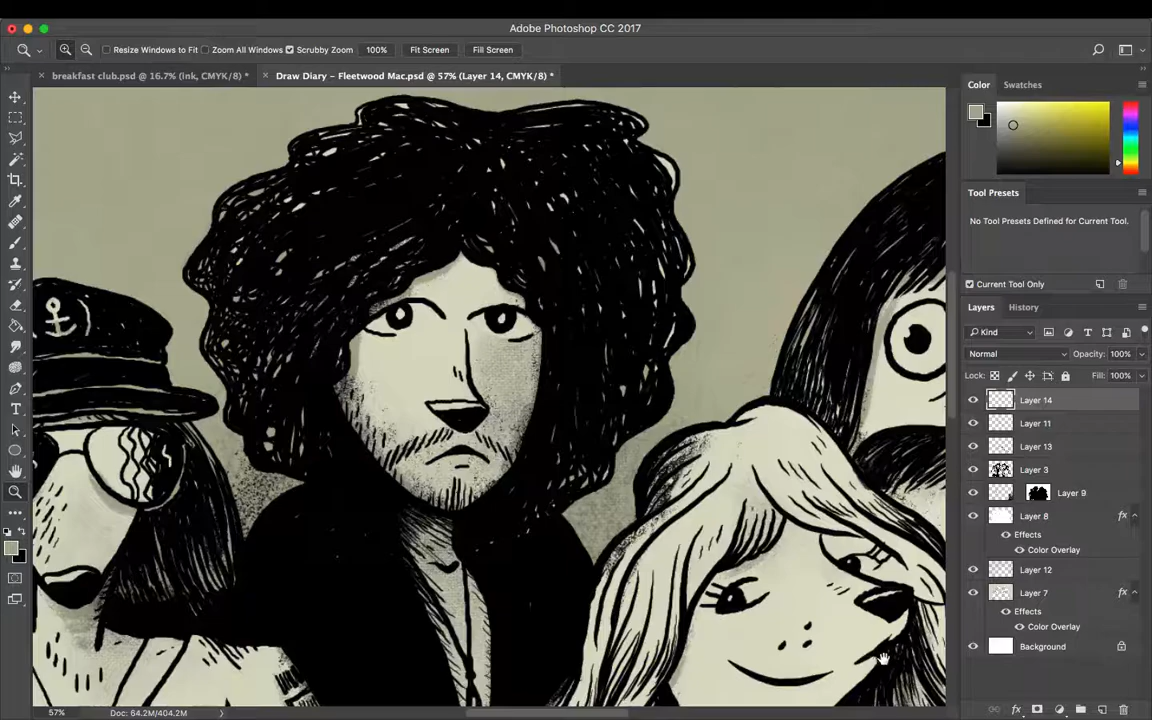 Adobe Photoshop CC 2017
Resize Windows to Fit Zoom All Windows Scrubby Zoom 100% Fit Screen Fill Screen
breakfast club.psd @ 16.7% (ink, CMYK/8) * Draw Diary – Fleetwood Mac.psd @ 57% (Layer 14, CMYK/8) *
Color Swatches
Tool Presets
No Tool Presets Defined for Current Tool.
Current Tool Only
Layers History
Kind
Normal Opacity: 100%
Lock: Fill: 100%
Layer 14
Layer 11
Layer 13
Layer 3
Layer 9
Layer 8 fx
Effects
Color Overlay
Layer 12
Layer 7 fx
Effects
Color Overlay
Background
57% Doc: 64.2M/404.2M fx